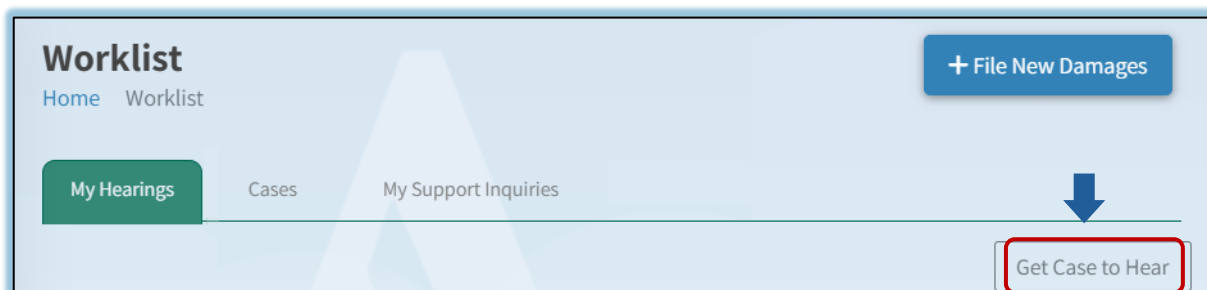 Worklist
+ File New Damages
Home Worklist
My Hearings Cases My Support Inquiries
Get Case to Hear